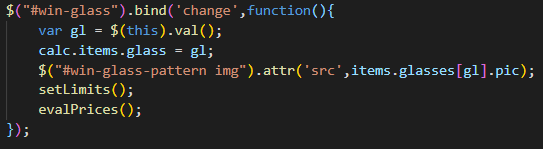 $("#win-glass").bind('change',function(){
    var gl = $(this).val();
    calc.items.glass = gl;
    $("#win-glass-pattern img").attr('src',items.glasses[gl].pic);
    setLimits();
    evalPrices();
});